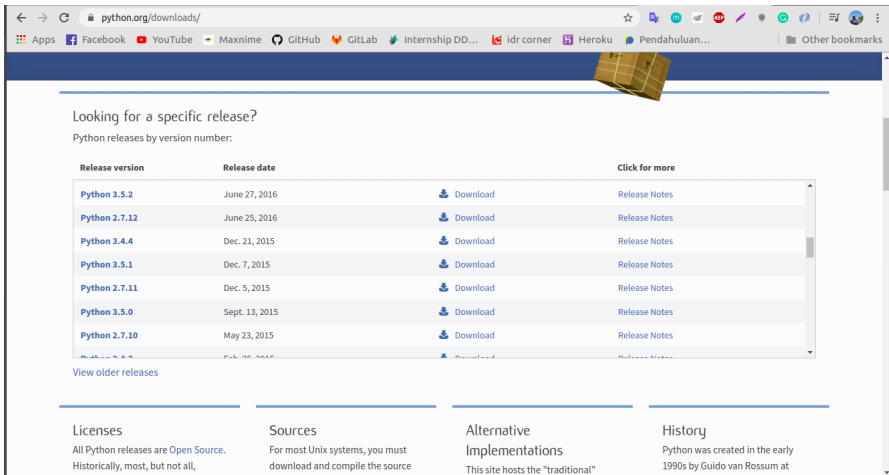 python.org/downloads/
Apps Facebook YouTube Maxnime GitHub GitLab Internship DD... idr corner Heroku Pendahuluan... Other bookmarks
Looking for a specific release?
Python releases by version number:
Release version Release date Click for more
Python 3.5.2 June 27, 2016 Download Release Notes
Python 2.7.12 June 25, 2016 Download Release Notes
Python 3.4.4 Dec. 21, 2015 Download Release Notes
Python 3.5.1 Dec. 7, 2015 Download Release Notes
Python 2.7.11 Dec. 5, 2015 Download Release Notes
Python 3.5.0 Sept. 13, 2015 Download Release Notes
Python 2.7.10 May 23, 2015 Download Release Notes
View older releases
Licenses
All Python releases are Open Source.
Historically, most, but not all,
Sources
For most Unix systems, you must
download and compile the source
Alternative
Implementations
This site hosts the "traditional"
History
Python was created in the early
1990s by Guido van Rossum at